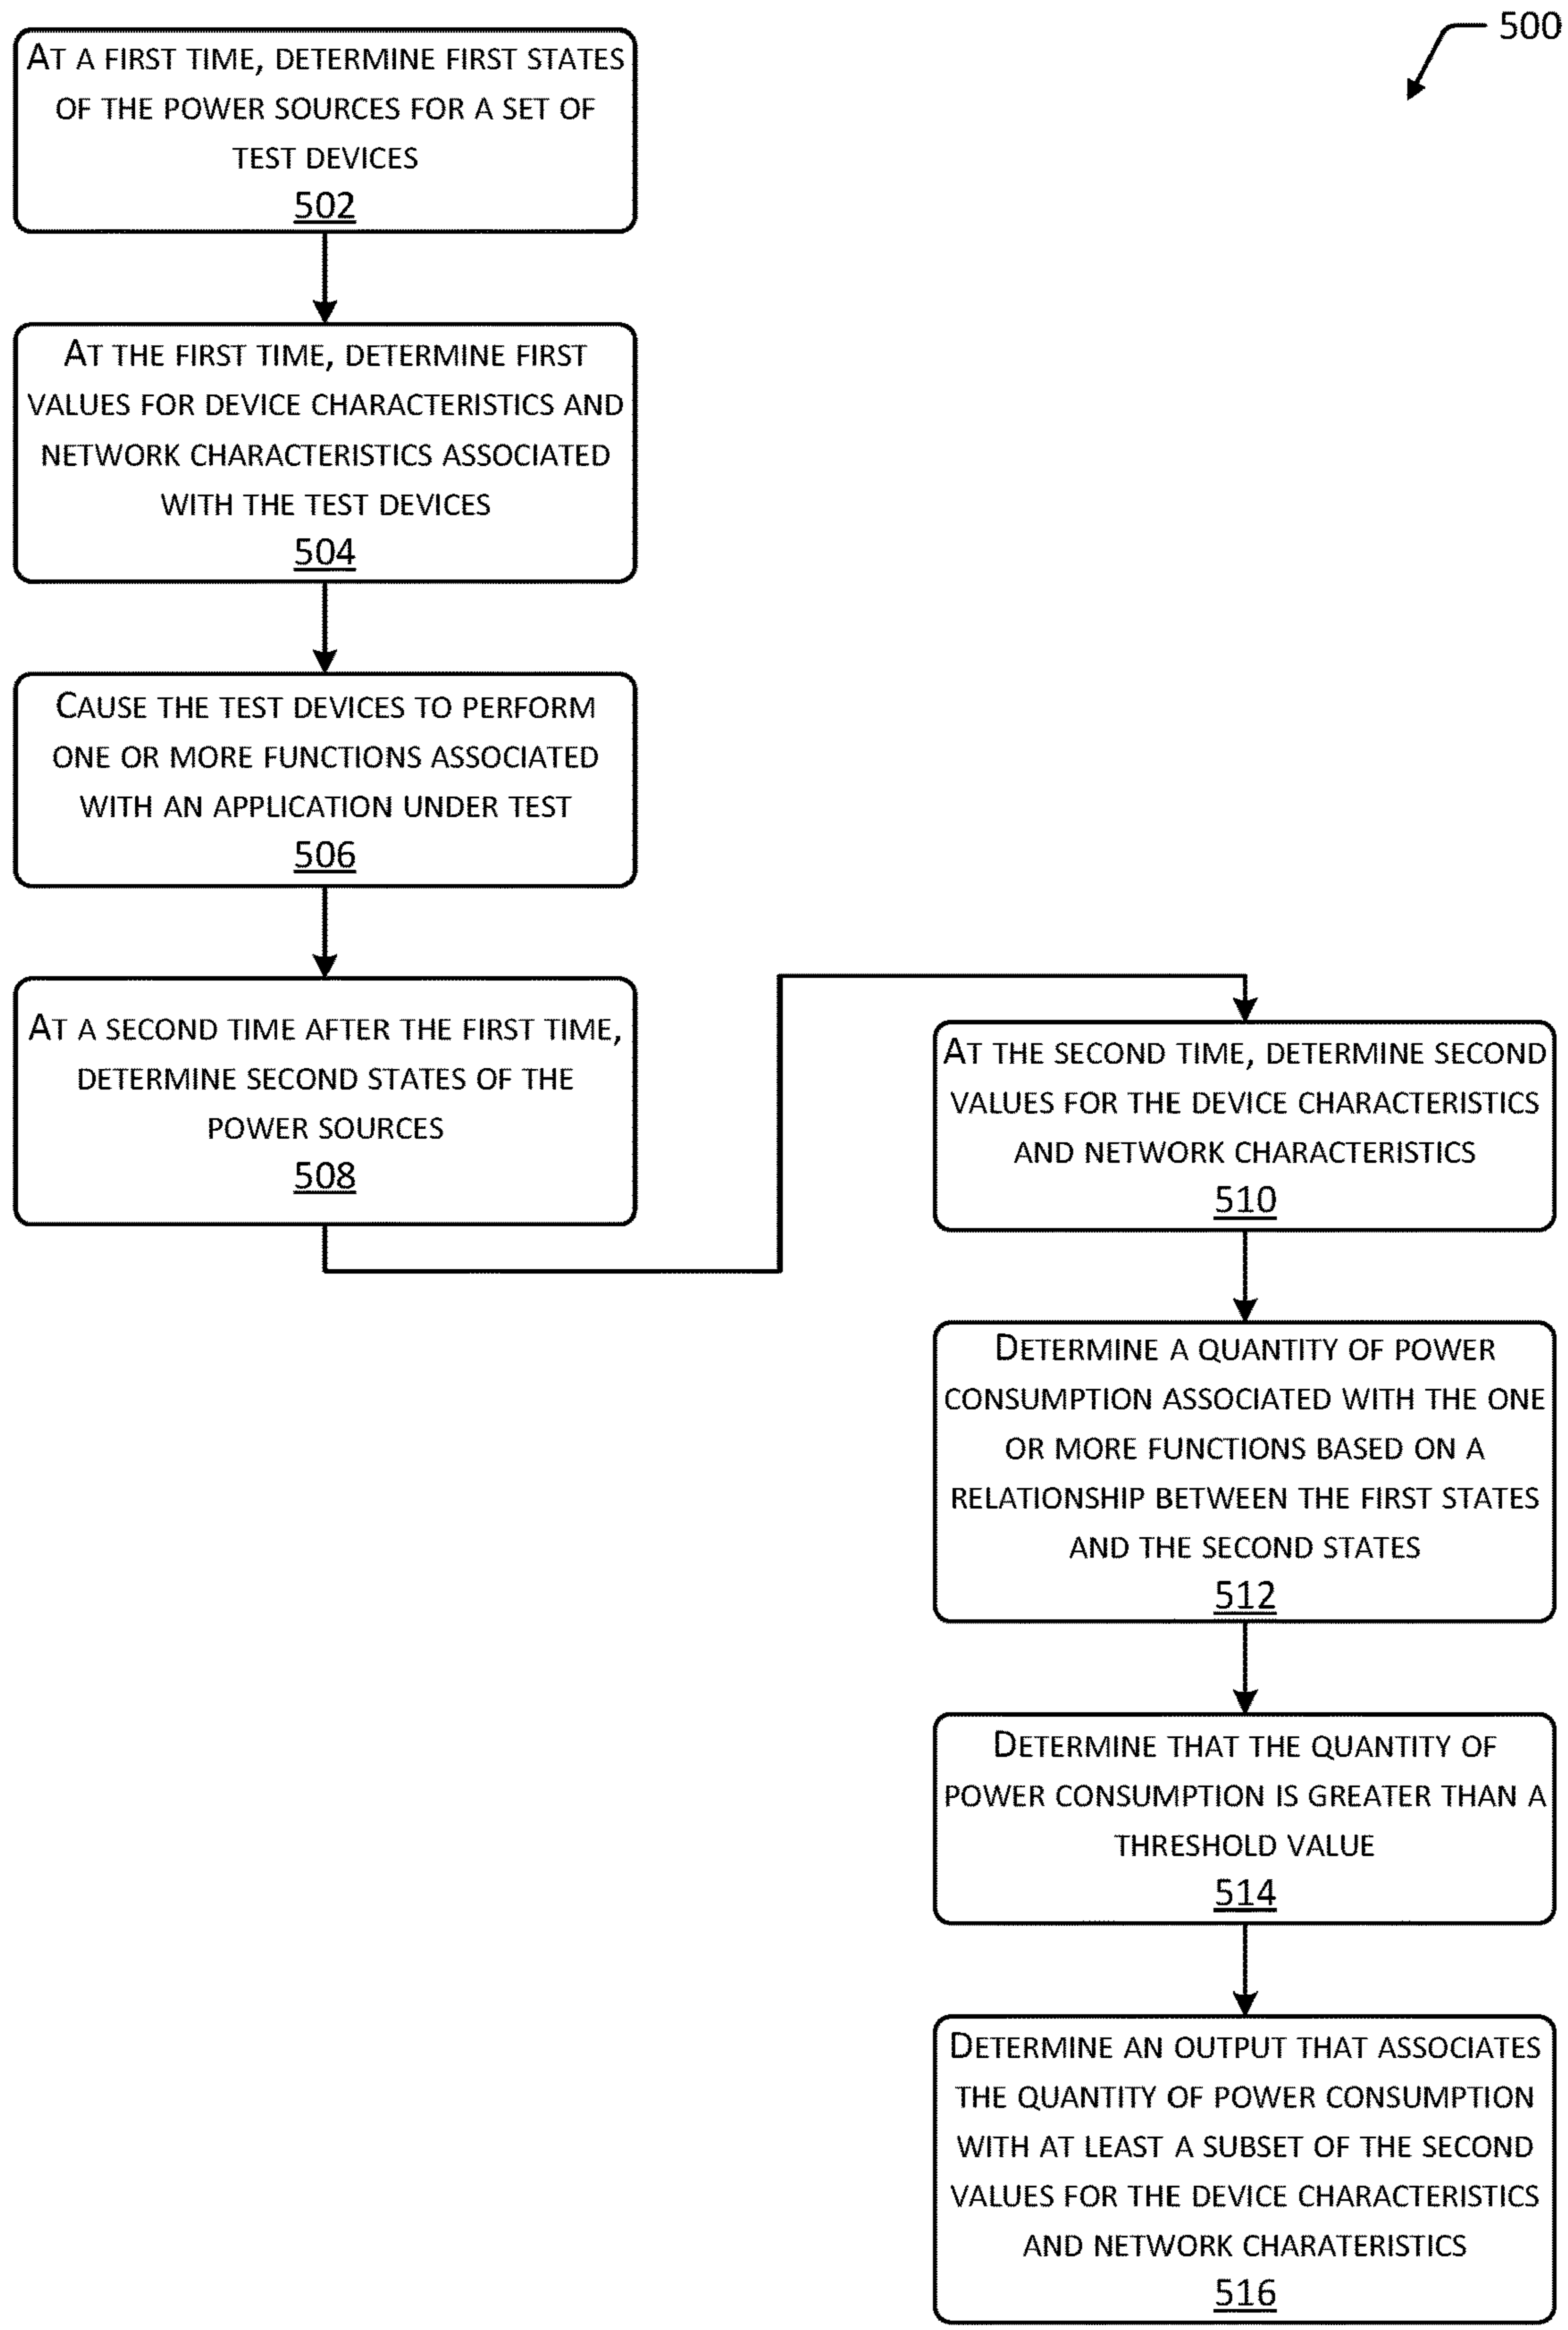 500
AT A FIRST TIME, DETERMINE FIRST STATES
OF THE POWER SOURCES FOR A SET OF
TEST DEVICES
502
AT THE FIRST TIME, DETERMINE FIRST
VALUES FOR DEVICE CHARACTERISTICS AND
NETWORK CHARACTERISTICS ASSOCIATED
WITH THE TEST DEVICES
504
CAUSE THE TEST DEVICES TO PERFORM
ONE OR MORE FUNCTIONS ASSOCIATED
WITH AN APPLICATION UNDER TEST
506
AT A SECOND TIME AFTER THE FIRST TIME,
DETERMINE SECOND STATES OF THE
POWER SOURCES
508
AT THE SECOND TIME, DETERMINE SECOND
VALUES FOR THE DEVICE CHARACTERISTICS
AND NETWORK CHARACTERISTICS
510
DETERMINE A QUANTITY OF POWER
CONSUMPTION ASSOCIATED WITH THE ONE
OR MORE FUNCTIONS BASED ON A
RELATIONSHIP BETWEEN THE FIRST STATES
AND THE SECOND STATES
512
DETERMINE THAT THE QUANTITY OF
POWER CONSUMPTION IS GREATER THAN A
THRESHOLD VALUE
514
DETERMINE AN OUTPUT THAT ASSOCIATES
THE QUANTITY OF POWER CONSUMPTION
WITH AT LEAST A SUBSET OF THE SECOND
VALUES FOR THE DEVICE CHARACTERISTICS
AND NETWORK CHARATERISTICS
516